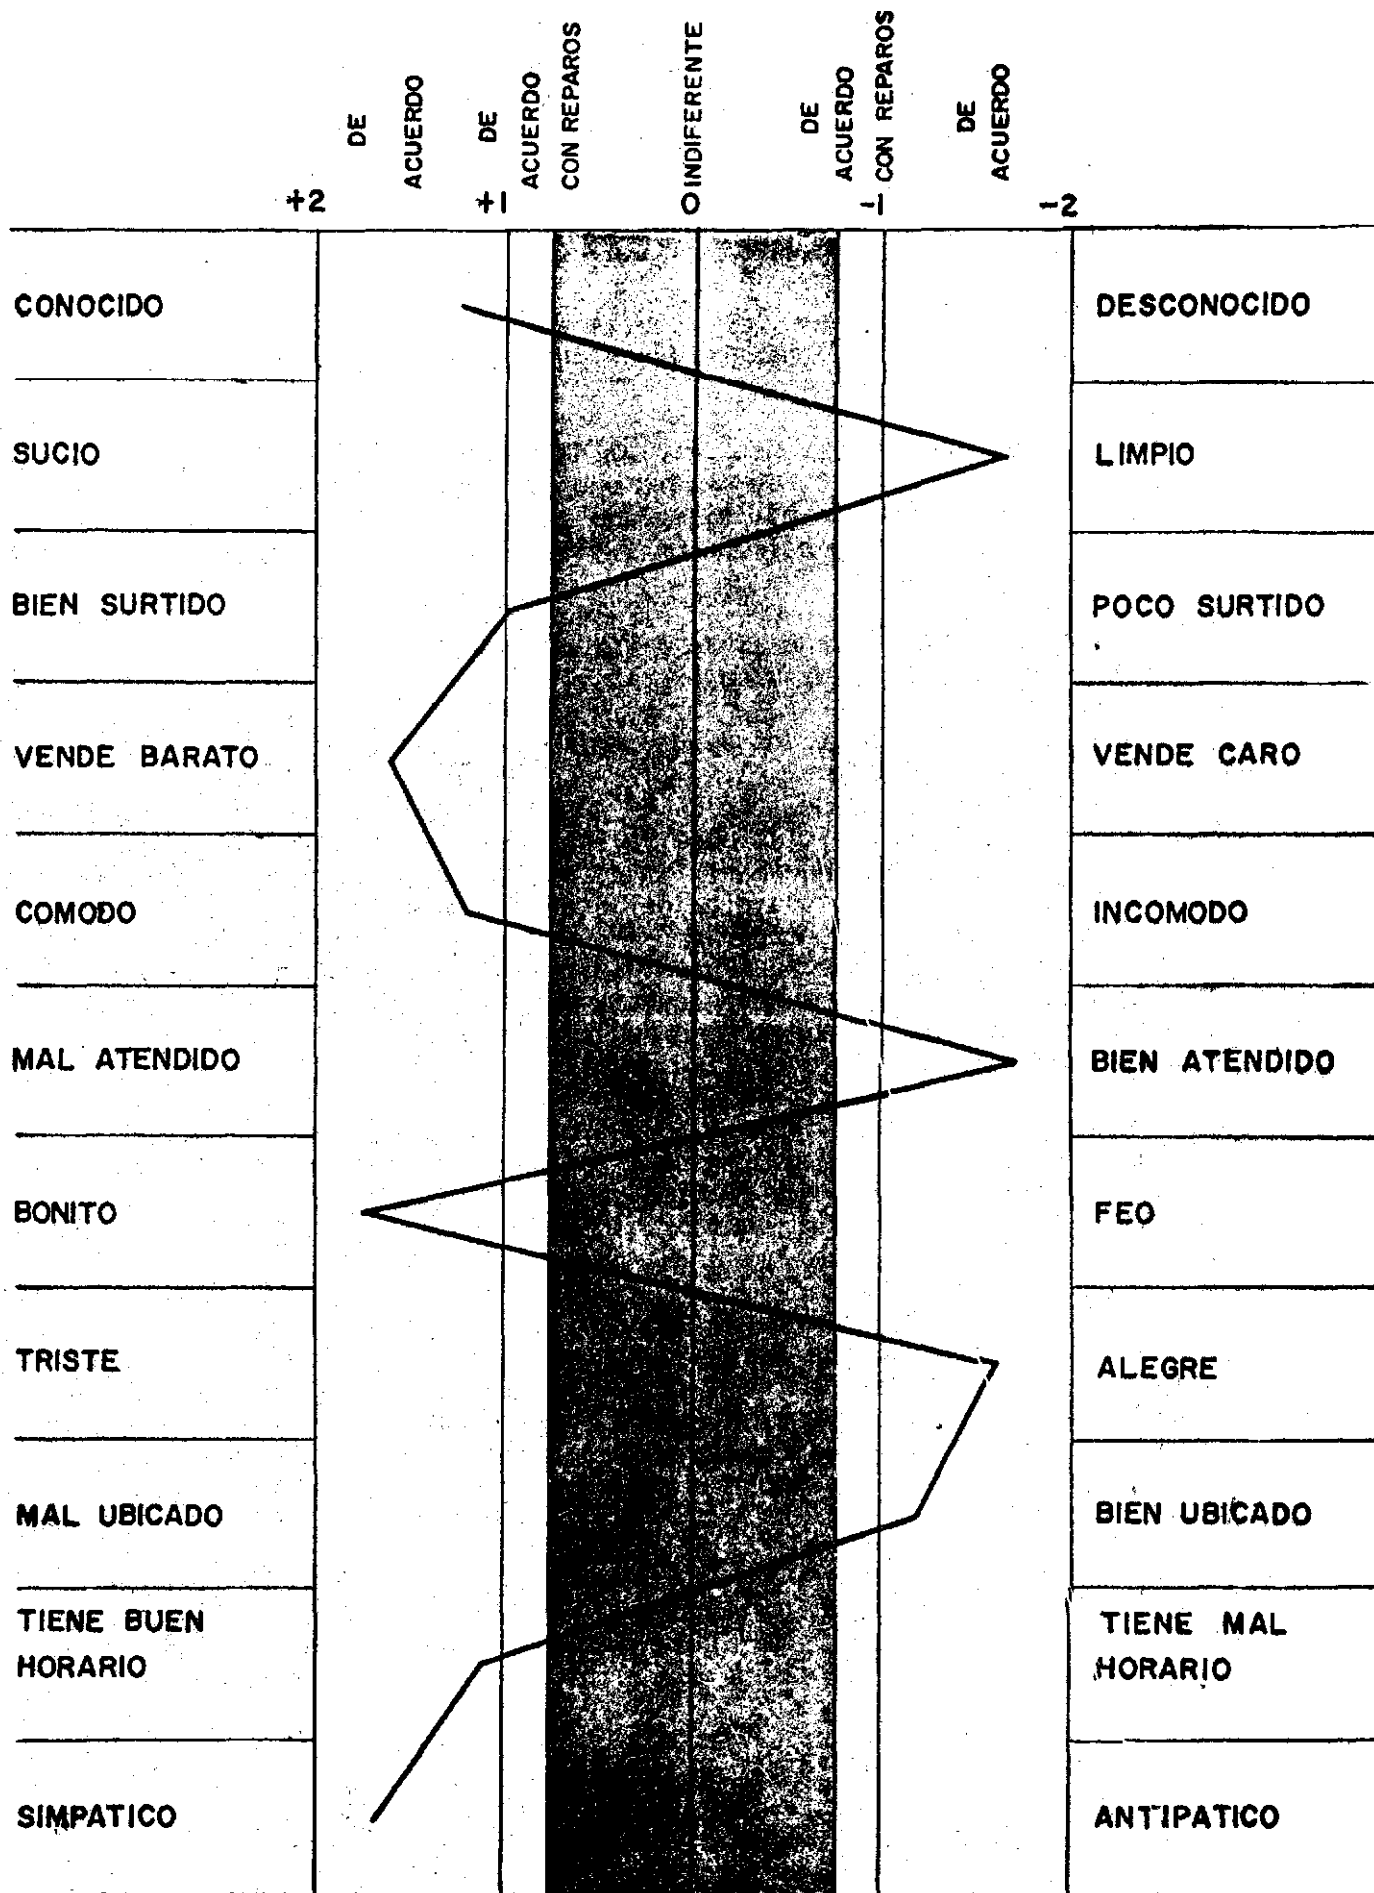 DE
ACUERDO
DE
ACUERDO
CON REPAROS
INDIFERENTE
DE
ACUERDO
CON REPAROS
DE
ACUERDO
+2 +1 0 -1 -2
CONOCIDO DESCONOCIDO
SUCIO LIMPIO
BIEN SURTIDO POCO SURTIDO
VENDE BARATO VENDE CARO
COMODO INCOMODO
MAL ATENDIDO BIEN ATENDIDO
BONITO FEO
TRISTE ALEGRE
MAL UBICADO BIEN UBICADO
TIENE BUEN TIENE MAL
HORARIO HORARIO
SIMPATICO ANTIPATICO